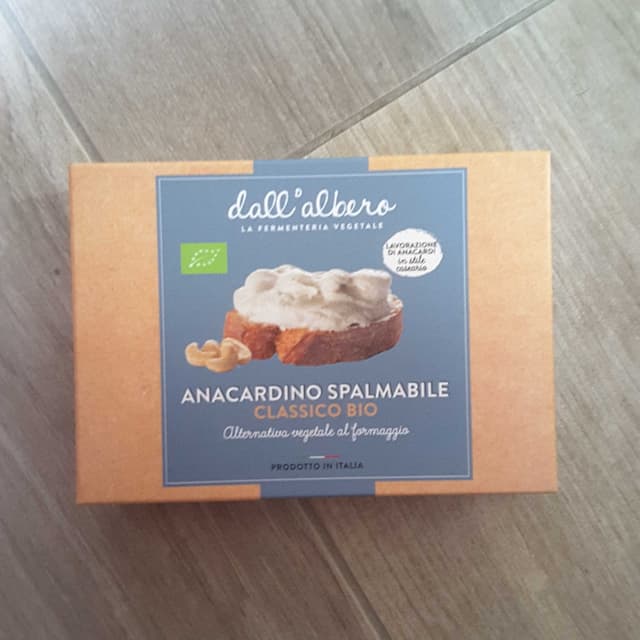 dall'albero
LA FERMENTERIA VEGETALE
LAVORAZIONE
DI ANACARDI
in stile
caseario
ANACARDINO SPALMABILE
CLASSICO BIO
Alternativa vegetale al formaggio
PRODOTTO IN ITALIA